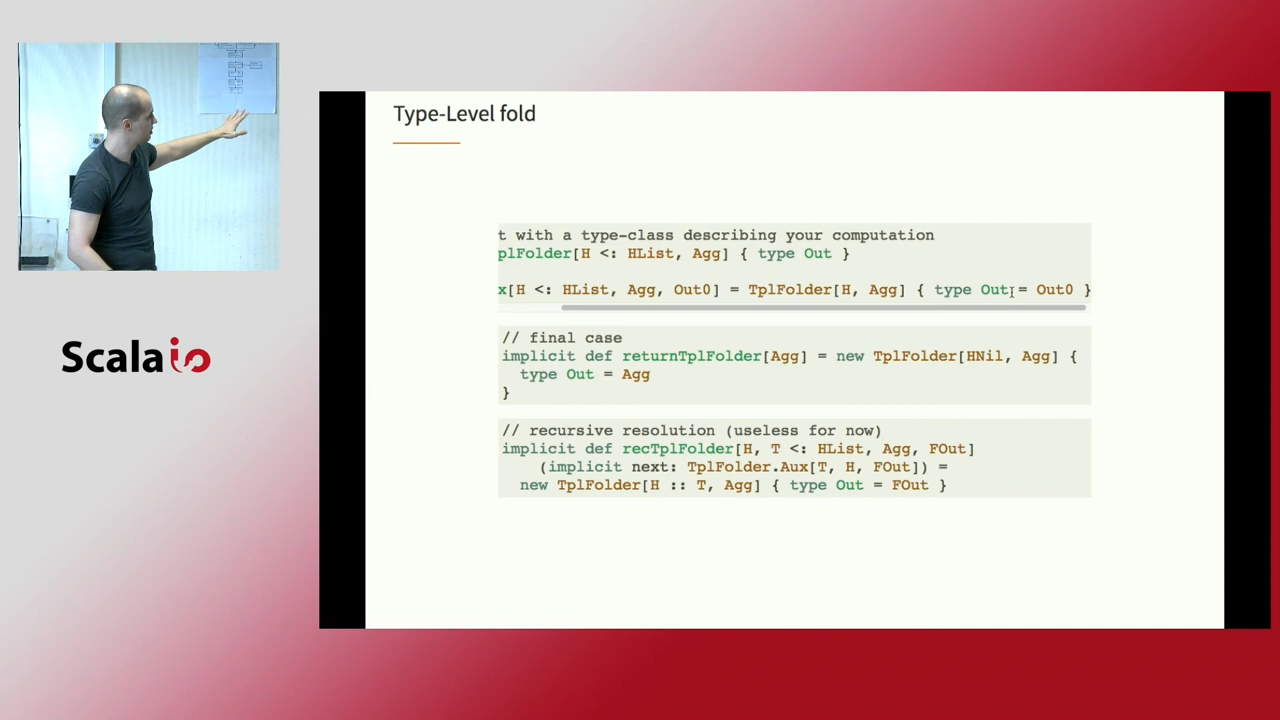 Type-Level fold
t with a type-class describing your computation
plFolder[H <: HList, Agg] { type Out }
x[H <: HList, Agg, Out0] = TplFolder[H, Agg] { type Out = Out0 }
// final case
implicit def returnTplFolder[Agg] = new TplFolder[HNil, Agg] {
type Out = Agg
}
// recursive resolution (useless for now)
implicit def recTplFolder[H, T <: HList, Agg, FOut]
(implicit next: TplFolder.Aux[T, H, FOut]) =
new TplFolder[H :: T, Agg] { type Out = FOut }
Scala io